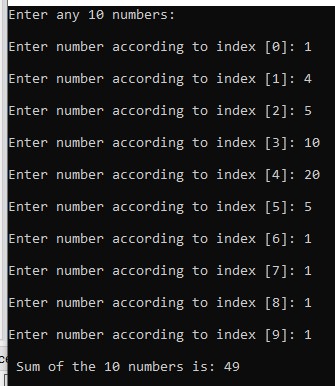 Enter any 10 numbers:
Enter number according to index [0]: 1
Enter number according to index [1]: 4
Enter number according to index [2]: 5
Enter number according to index [3]: 10
Enter number according to index [4]: 20
Enter number according to index [5]: 5
Enter number according to index [6]: 1
Enter number according to index [7]: 1
Enter number according to index [8]: 1
Enter number according to index [9]: 1
Sum of the 10 numbers is: 49